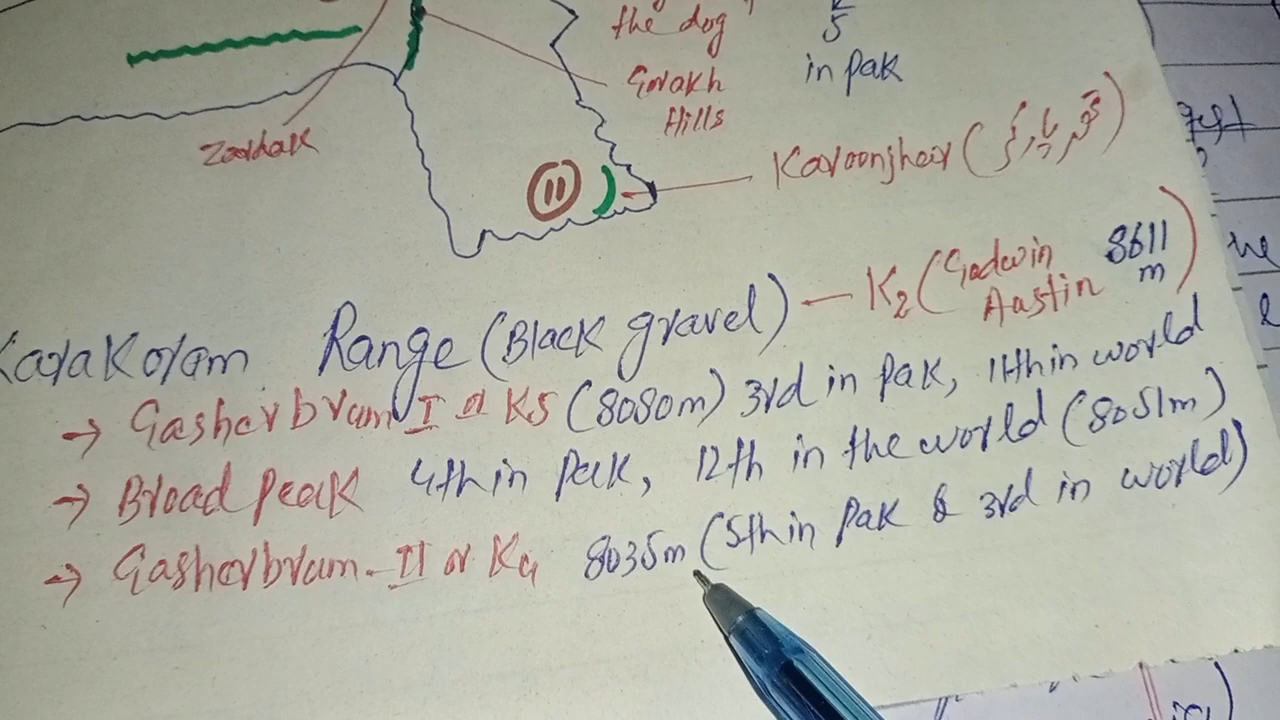 the dog
5
in Pak
Gorakh
Hills
Zardak
11
Karoonjhair (
Karakoram Range (Black gravel) — K2 (Godwin Austin 8611 m)
→ Gasherbrum I or K5 (8080m) 3rd in Pak, 11th in world
→ Broad Peak 4th in Pak, 12th in the world (8051m)
→ Gasherbrum-II or K4 8035m (5th in Pak & 3rd in world)